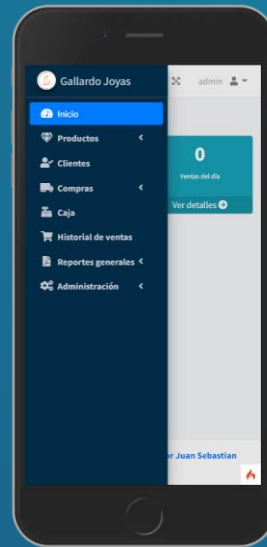 Gallardo Joyas
admin
Inicio
Productos
Clientes
Compras
Caja
Historial de ventas
Reportes generales
Administración
0
Ventas del día
Ver detalles
or Juan Sebastian